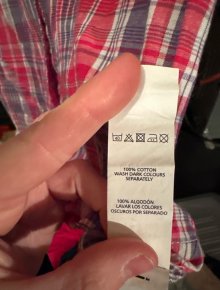 100% COTTON
WASH DARK COLOURS
SEPARATELY
100% ALGODÓN
LAVAR LOS COLORES
OSCUROS POR SEPARADO